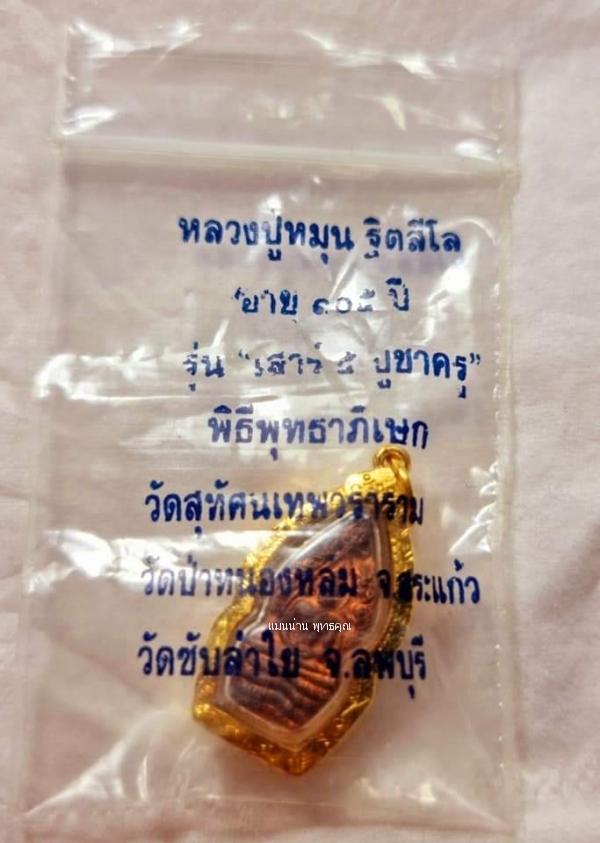 หลวงปู่หมุน ฐิตสีโล
อายุ ๑๐๕ ปี
รุ่น "เสาร์ ๕ บูชาครู"
พิธีพุทธาภิเษก
วัดสุทัศนเทพวราราม
วัดป่าหนองหล่ม จ.สระแก้ว
แมนน่าน พุทธคุณ
วัดซับลำใย จ.ลพบุรี